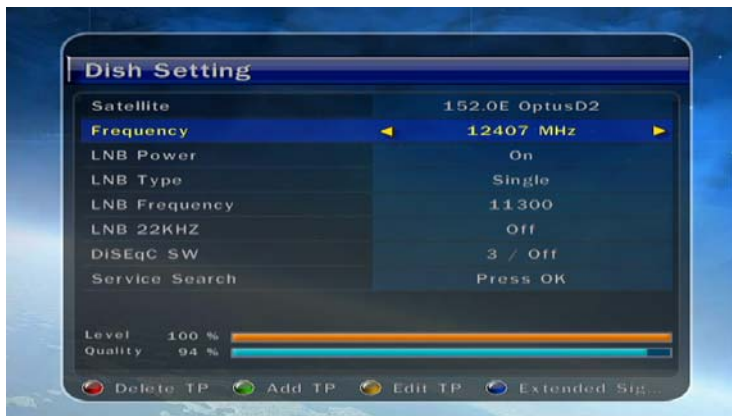 Dish Setting
Satellite 152.0E OptusD2
Frequency 12407 MHz
LNB Power On
LNB Type Single
LNB Frequency 11300
LNB 22KHZ Off
DiSEqC SW 3 / Off
Service Search Press OK
Level 100 %
Quality 94 %
Delete TP Add TP Edit TP Extended Sig...